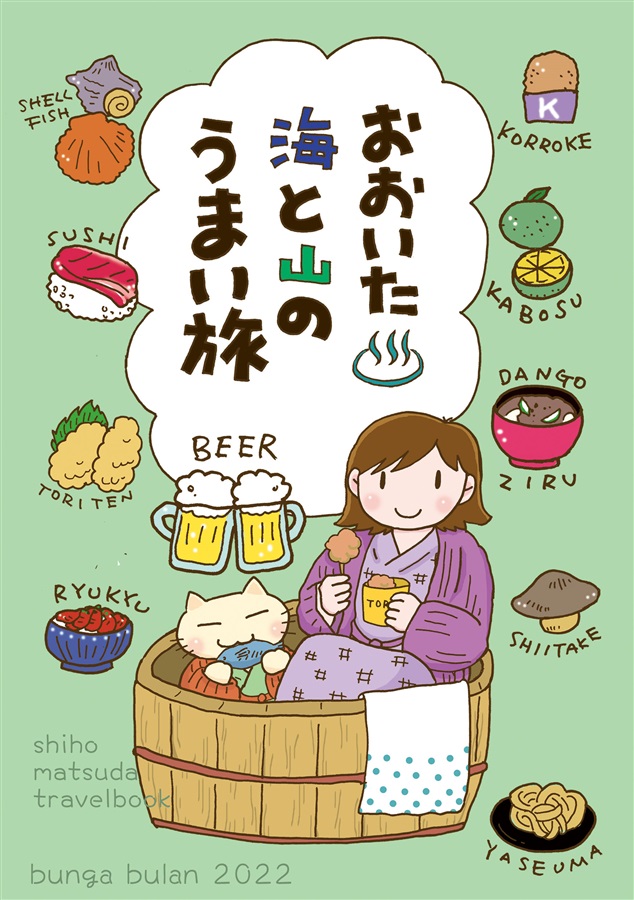 おおいた
海と山の
うまい旅
SHELL
FISH
KORROKE
SUSHI
KABOSU
DANGO
ZIRU
BEER
TORITEN
TOR
RYUKYU
SHIITAKE
YASEUMA
K
shiho
matsuda
travelbook
bunga bulan 2022